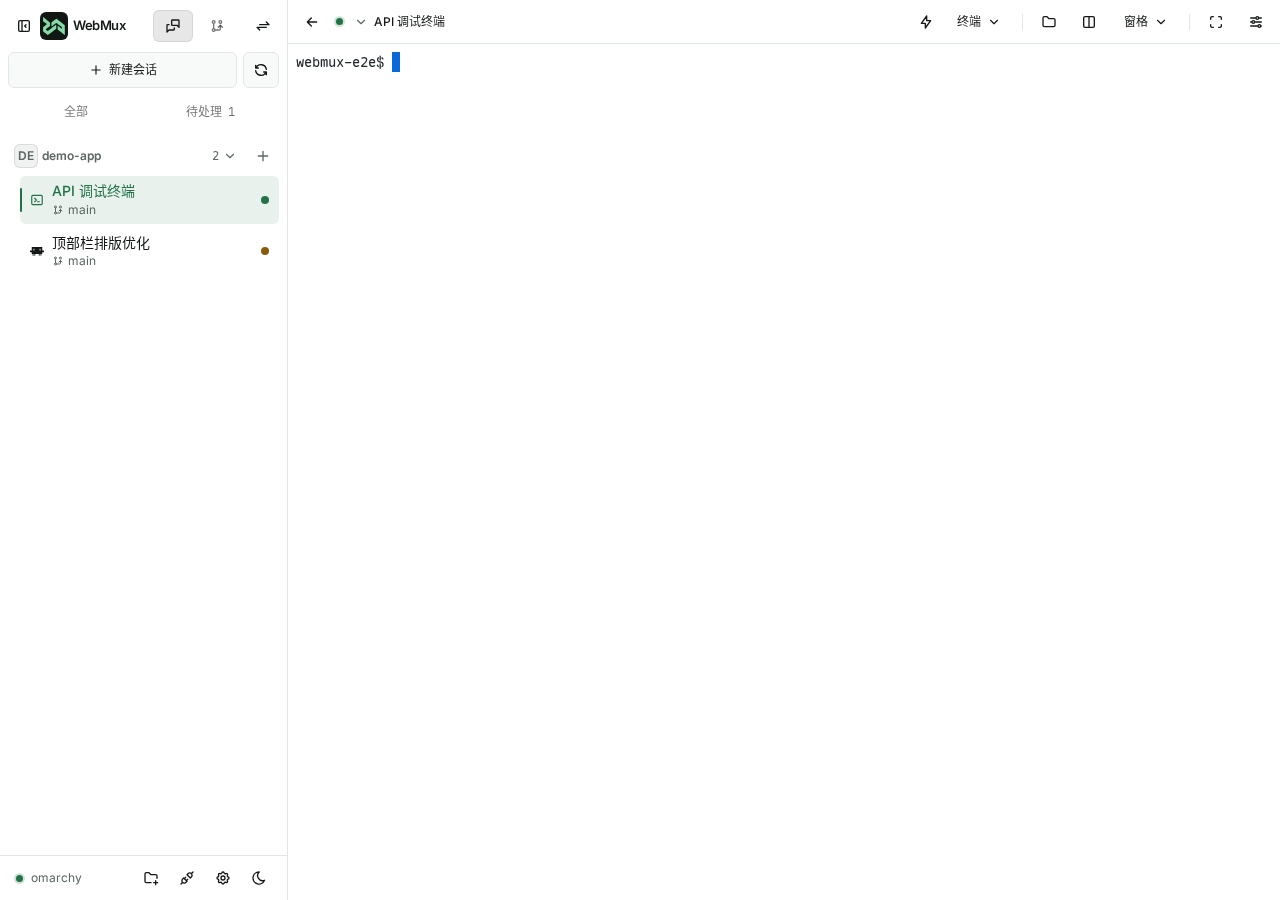 WebMux
新建会话
全部
待处理 1
DE demo-app 2
API 调试终端
main
顶部栏排版优化
main
omarchy
API 调试终端
终端
窗格
webmux-e2e$